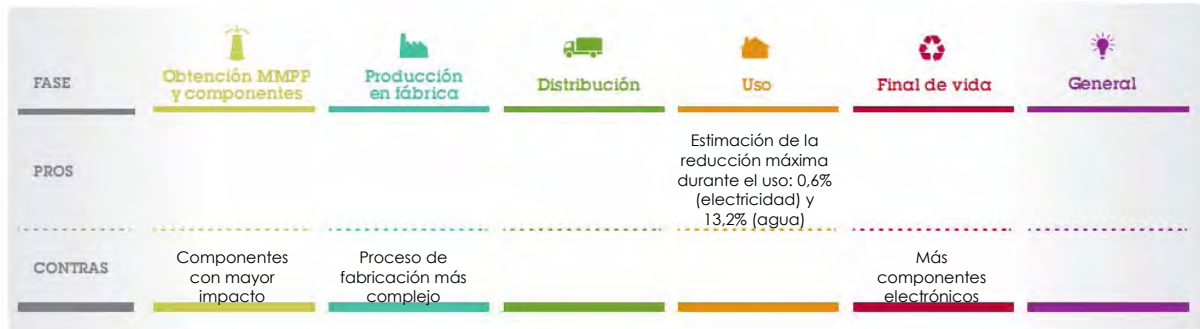 FASE
Obtención MMPP
y componentes
Producción
en fábrica
Distribución
Uso
Final de vida
General
PROS
Estimación de la
reducción máxima
durante el uso: 0,6%
(electricidad) y
13,2% (agua)
CONTRAS
Componentes
con mayor
impacto
Proceso de
fabricación más
complejo
Más
componentes
electrónicos